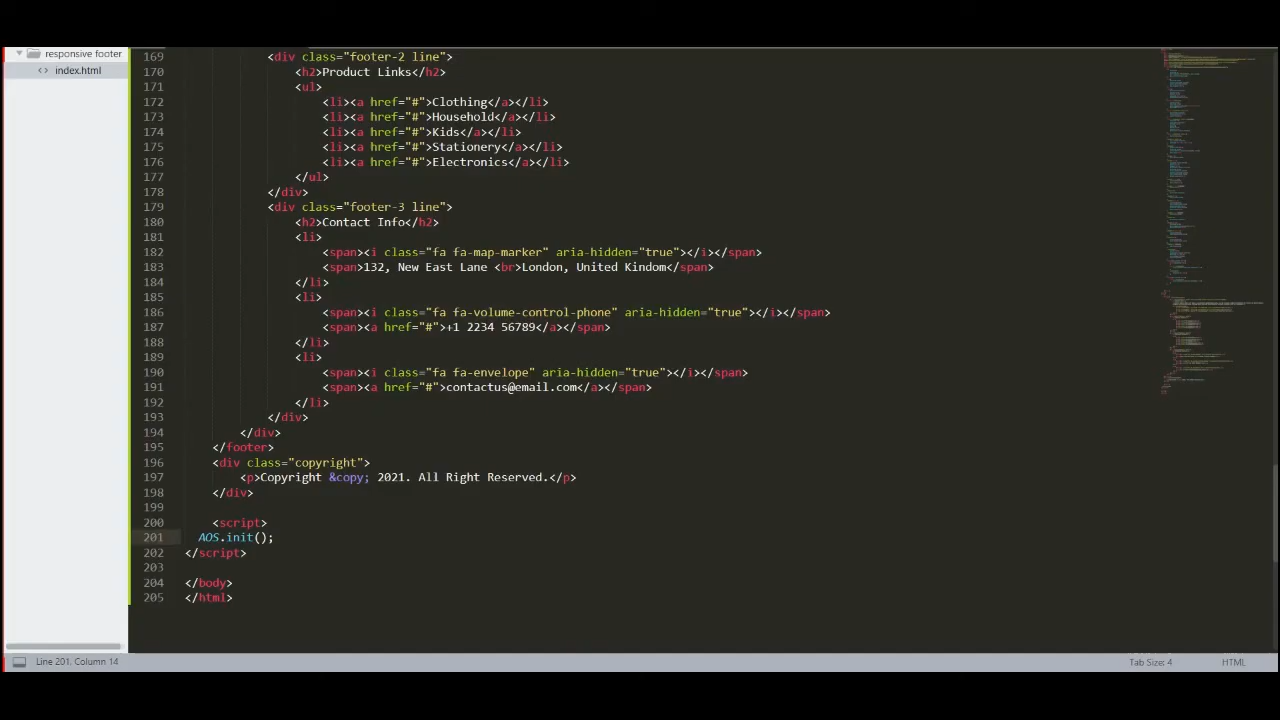 responsive footer
index.html
169 <div class="footer-2 line">
170 <h2>Product Links</h2>
171 <ul>
172 <li><a href="#">Clothing</a></li>
173 <li><a href="#">Household</a></li>
174 <li><a href="#">Kids</a></li>
175 <li><a href="#">Stationery</a></li>
176 <li><a href="#">Electronics</a></li>
177 </ul>
178 </div>
179 <div class="footer-3 line">
180 <h2>Contact Info</h2>
181 <li>
182 <span><i class="fa fa-map-marker" aria-hidden="true"></i></span>
183 <span>132, New East Lane <br>London, United Kindom</span>
184 </li>
185 <li>
186 <span><i class="fa fa-volume-control-phone" aria-hidden="true"></i></span>
187 <span><a href="#">+1 2234 56789</a></span>
188 </li>
189 <li>
190 <span><i class="fa fa-envelope" aria-hidden="true"></i></span>
191 <span><a href="#">contactus@email.com</a></span>
192 </li>
193 </div>
194 </div>
195 </footer>
196 <div class="copyright">
197 <p>Copyright &copy; 2021. All Right Reserved.</p>
198 </div>
199
200 <script>
201 AOS.init();
202 </script>
203
204 </body>
205 </html>
Line 201, Column 14
Tab Size: 4
HTML